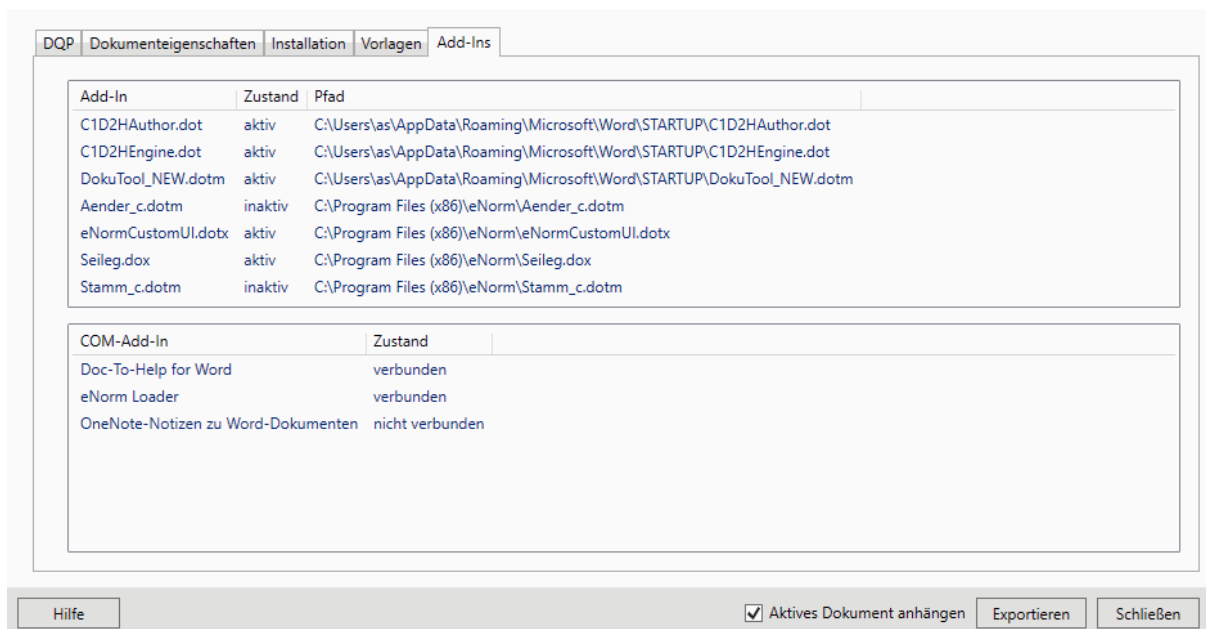 DQP Dokumenteigenschaften Installation Vorlagen Add-Ins
Add-In Zustand Pfad
C1D2HAuthor.dot aktiv C:\Users\as\AppData\Roaming\Microsoft\Word\STARTUP\C1D2HAuthor.dot
C1D2HEngine.dot aktiv C:\Users\as\AppData\Roaming\Microsoft\Word\STARTUP\C1D2HEngine.dot
DokuTool_NEW.dotm aktiv C:\Users\as\AppData\Roaming\Microsoft\Word\STARTUP\DokuTool_NEW.dotm
Aender_c.dotm inaktiv C:\Program Files (x86)\eNorm\Aender_c.dotm
eNormCustomUI.dotx aktiv C:\Program Files (x86)\eNorm\eNormCustomUI.dotx
Seileg.dox aktiv C:\Program Files (x86)\eNorm\Seileg.dox
Stamm_c.dotm inaktiv C:\Program Files (x86)\eNorm\Stamm_c.dotm
COM-Add-In Zustand
Doc-To-Help for Word verbunden
eNorm Loader verbunden
OneNote-Notizen zu Word-Dokumenten nicht verbunden
Hilfe Aktives Dokument anhängen Exportieren Schließen